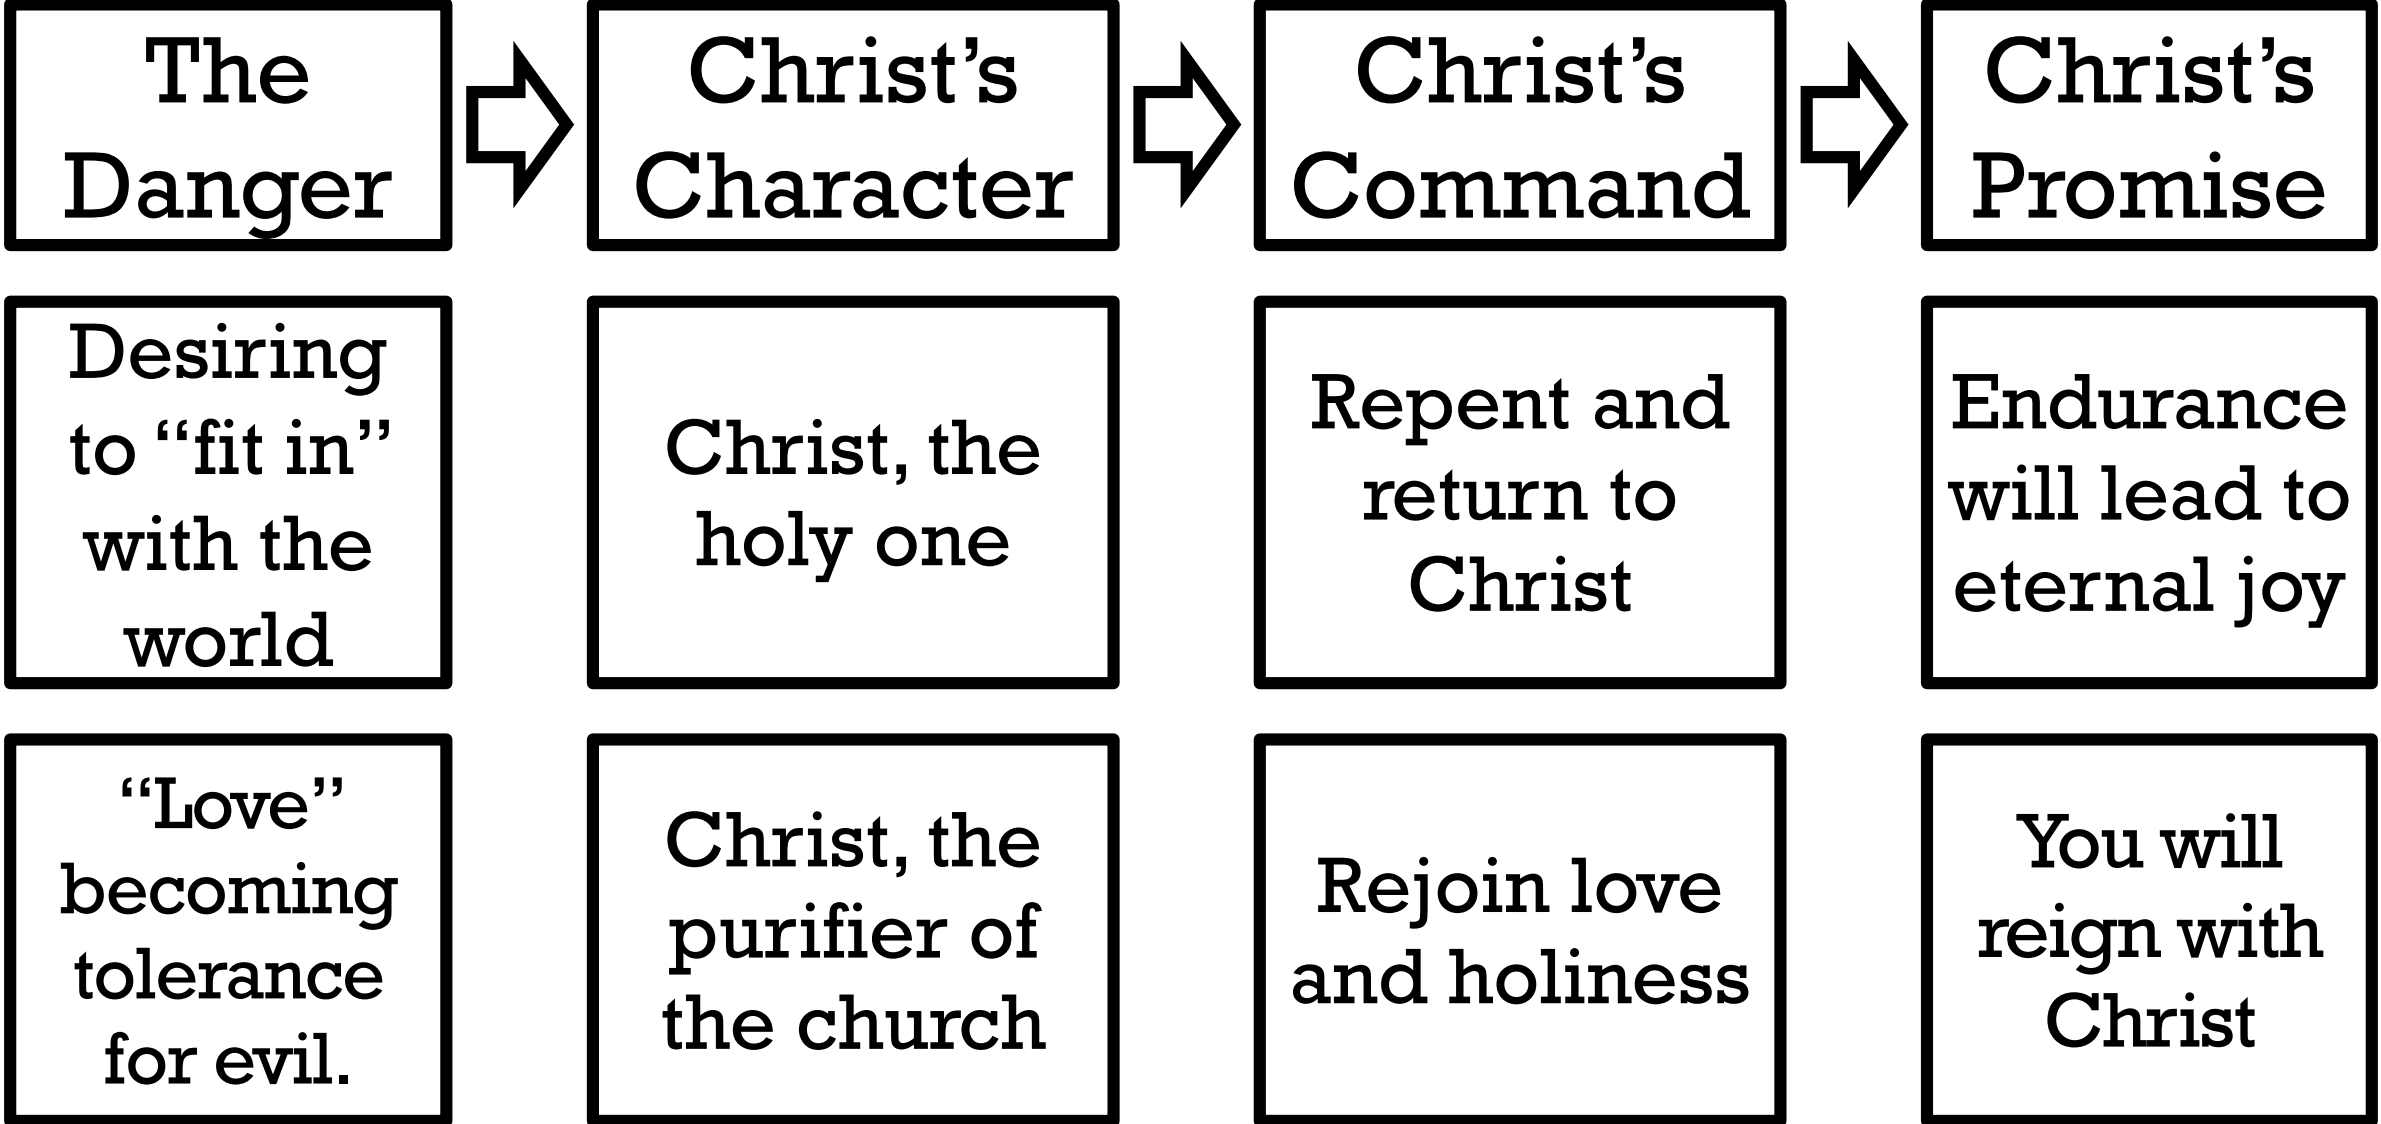 The
Danger
Christ’s
Character
Christ’s
Command
Christ’s
Promise
Desiring
to “fit in”
with the
world
Christ, the
holy one
Repent and
return to
Christ
Endurance
will lead to
eternal joy
“Love”
becoming
tolerance
for evil.
Christ, the
purifier of
the church
Rejoin love
and holiness
You will
reign with
Christ